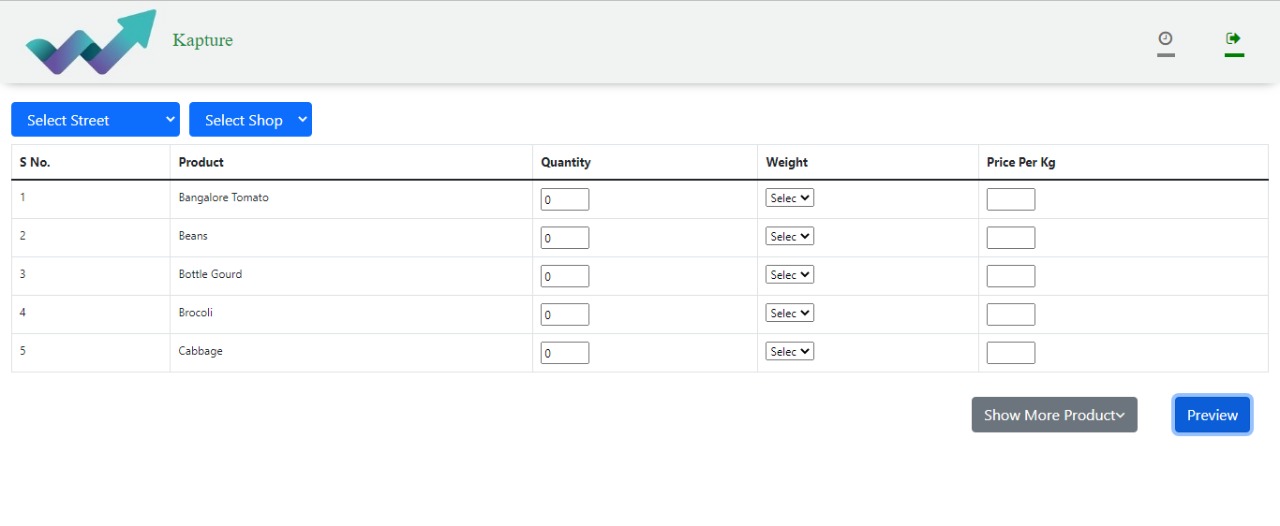 Kapture
Select Street Select Shop
S No. Product Quantity Weight Price Per Kg
1 Bangalore Tomato 0 Selec
2 Beans 0 Selec
3 Bottle Gourd 0 Selec
4 Brocoli 0 Selec
5 Cabbage 0 Selec
Show More Product Preview